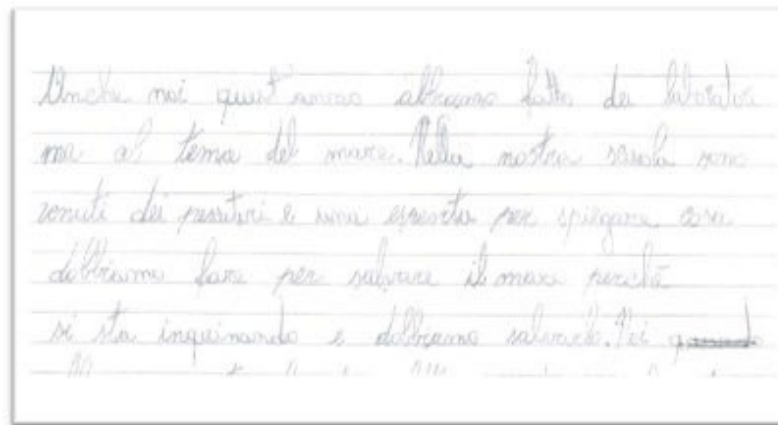 Anche noi quest'anno abbiamo fatto dei laborator
ma al tema del mare. Nella nostra scuola sono
venuti dei pescatori e una esperta per spiegare cosa
dobbiamo fare per salvare il mare perché
si sta inquinando e dobbiamo salvarlo. Poi